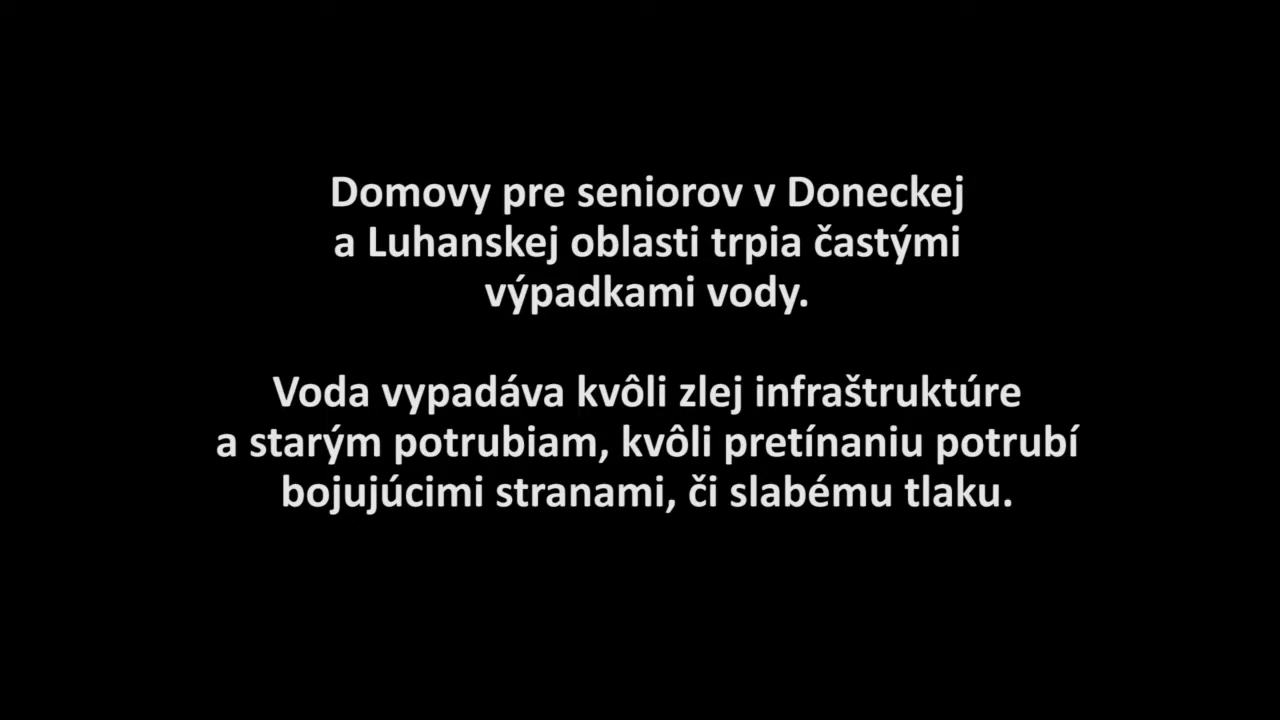 Domovy pre seniorov v Doneckej
a Luhanskej oblasti trpia častými
výpadkami vody.
Voda vypadáva kvôli zlej infraštruktúre
a starým potrubiam, kvôli pretínaniu potrubí
bojujúcimi stranami, či slabému tlaku.